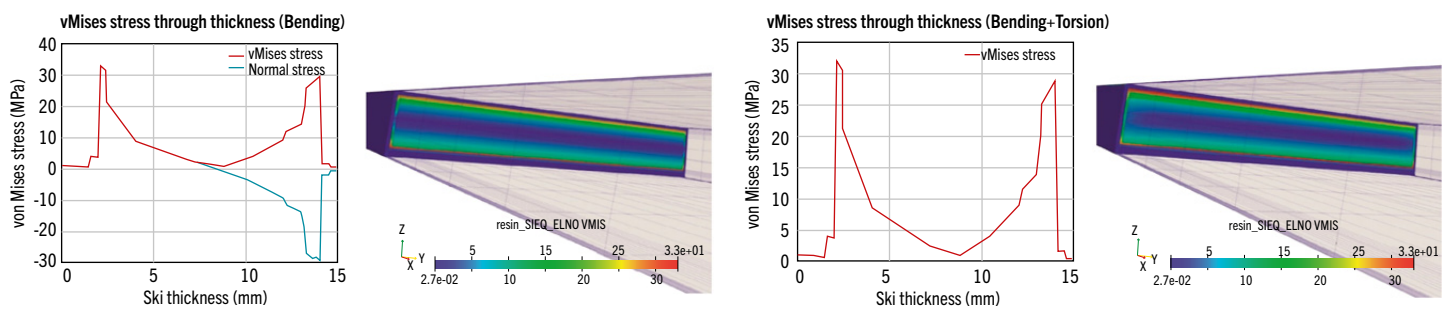 vMises stress through thickness (Bending)
von Mises stress (MPa)
40
30
20
10
0
-10
-20
-30
vMises stress
Normal stress
0 5 10 15
Ski thickness (mm)
resin_SIEQ_ELNO VMIS
5 15 25 3.3e+01
2.7e-02 10 20 30
Z
Y
X
vMises stress through thickness (Bending+Torsion)
von Mises stress (MPa)
35
30
25
20
15
10
5
0
vMises stress
0 5 10 15
Ski thickness (mm)
resin_SIEQ_ELNO VMIS
5 15 25 3.3e+01
2.7e-02 10 20 30
Z
Y
X